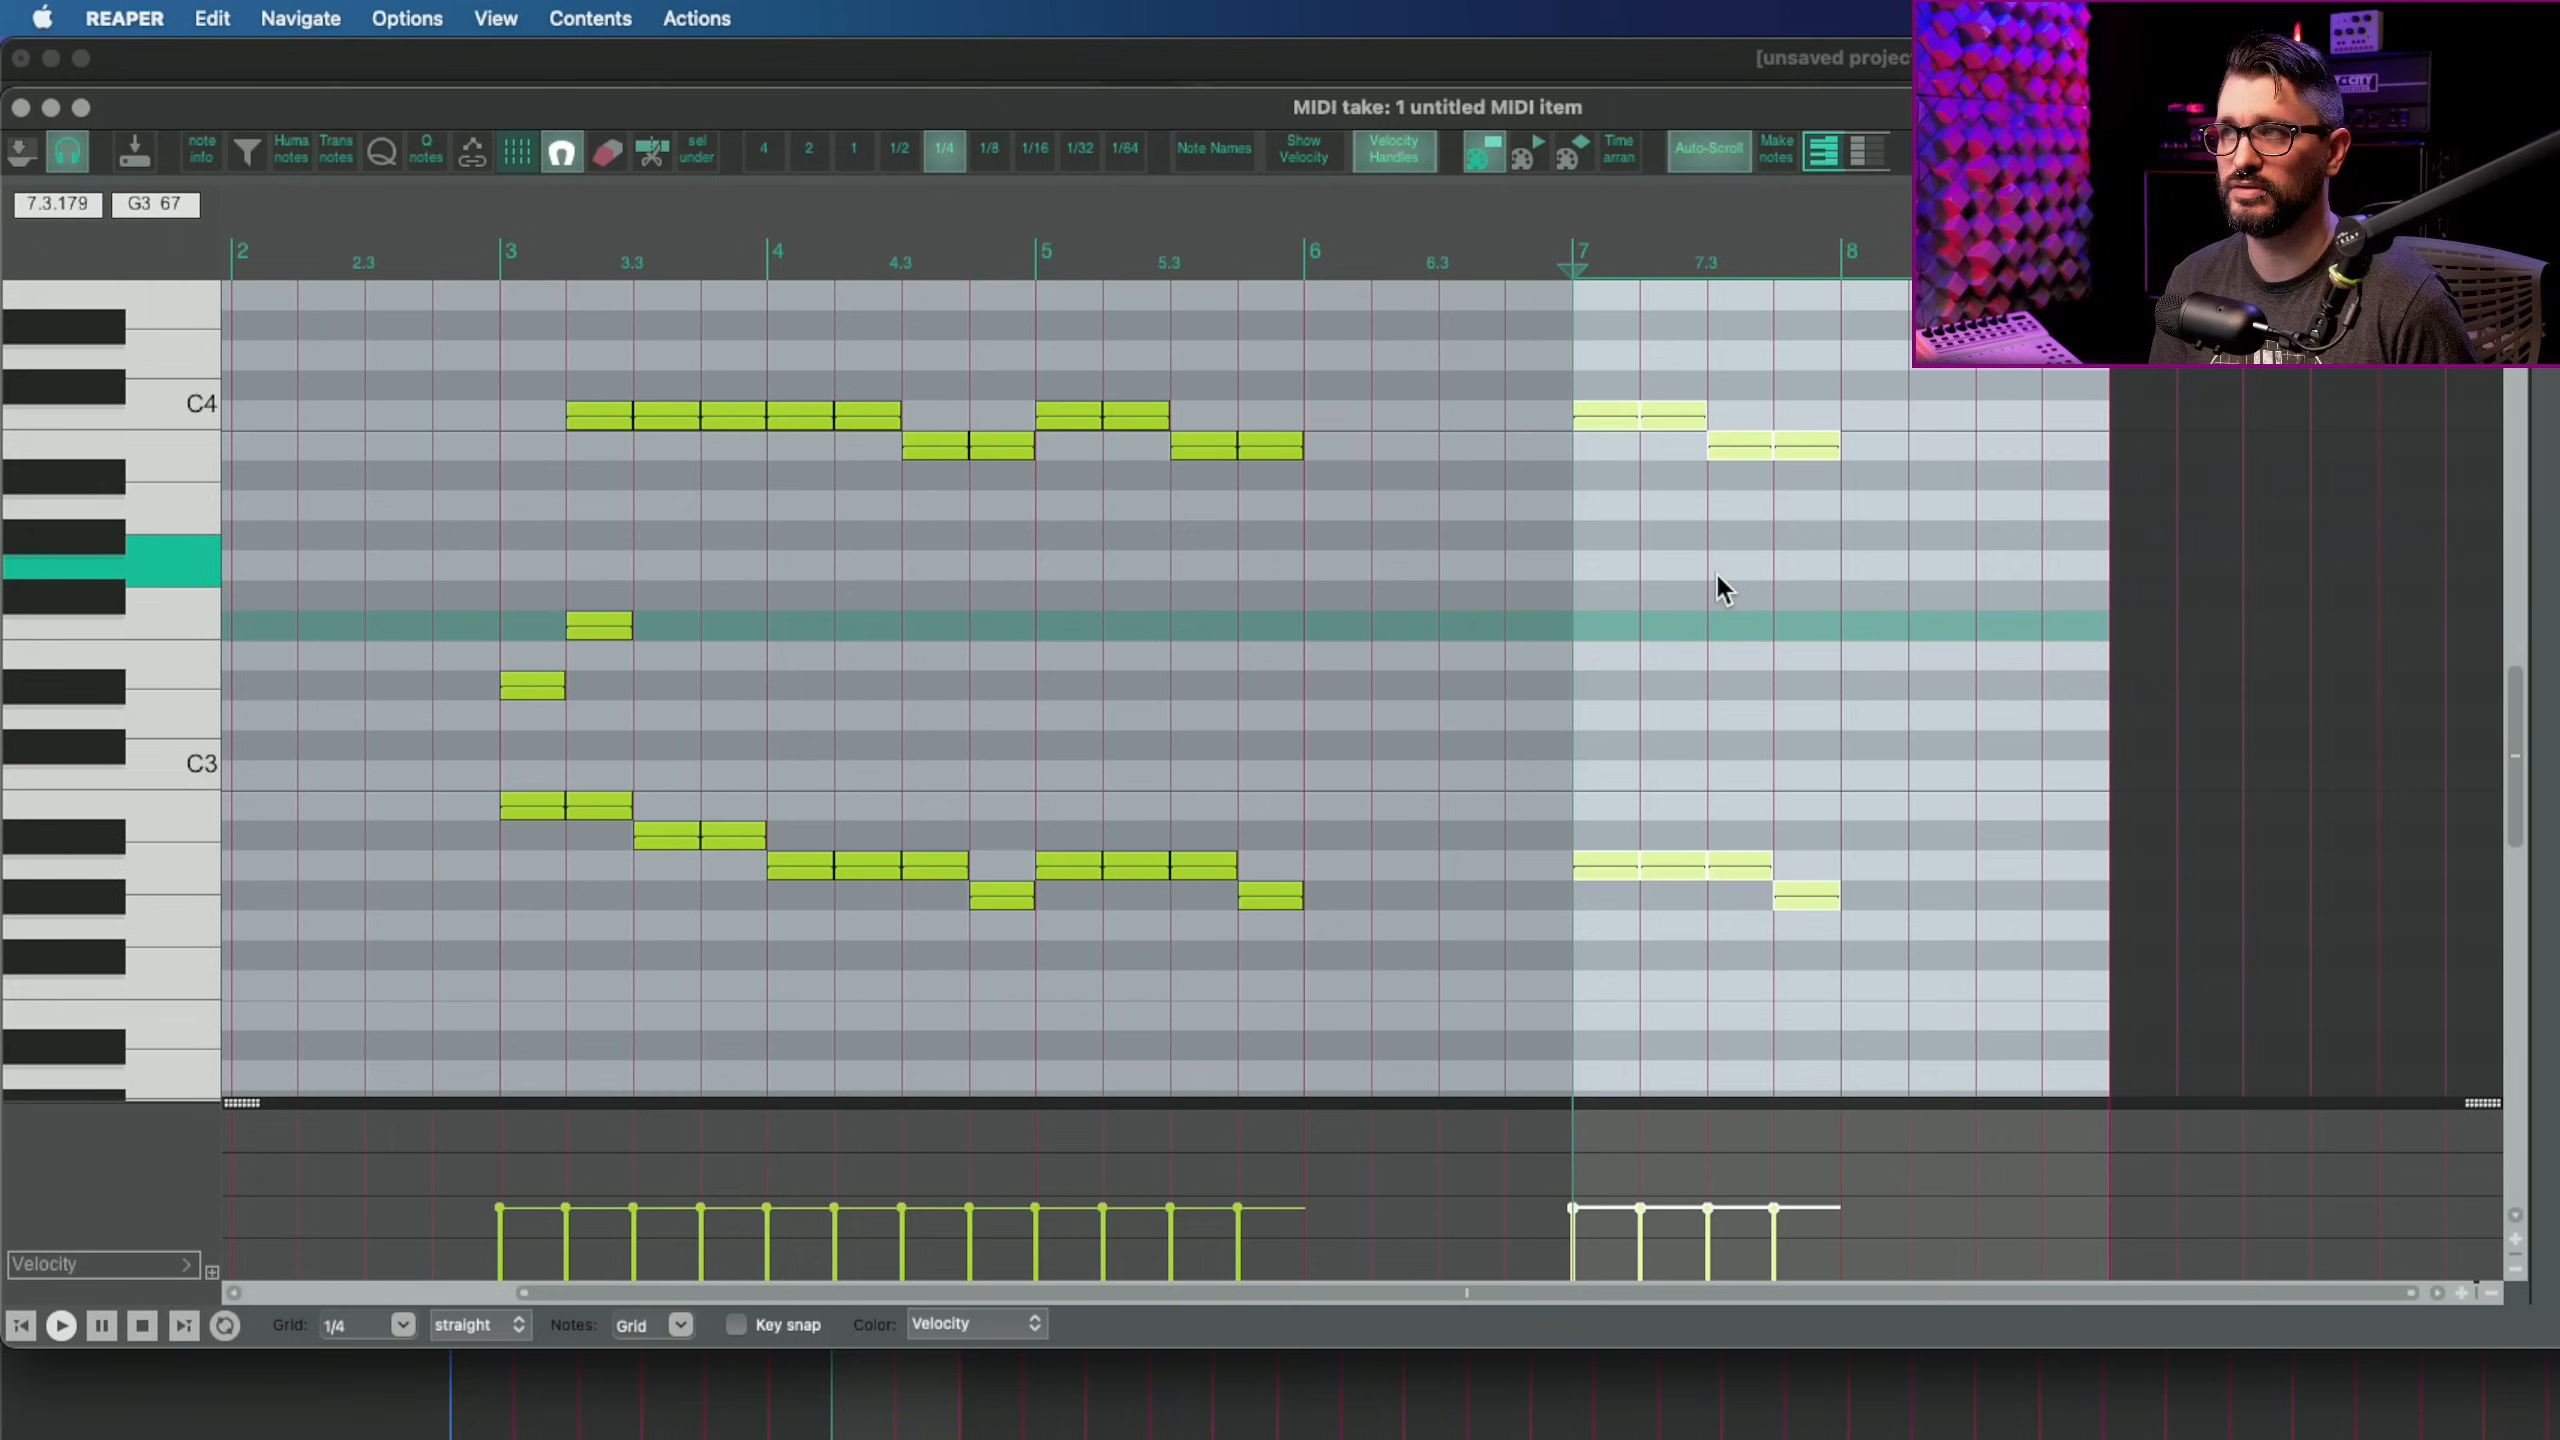 REAPER Edit Navigate Options View Contents Actions
[unsaved projec
MIDI take: 1 untitled MIDI item
note info
Huma notes
Trans notes
Q notes
sel under
4 2 1 1/2 1/4 1/8 1/16 1/32 1/64
Note Names
Show Velocity
Velocity Handles
Time arran
Auto-Scroll
Make notes
7.3.179 G3 67
2 2.3 3 3.3 4 4.3 5 5.3 6 6.3 7 7.3 8
C4
C3
Velocity
Grid: 1/4 straight Notes: Grid Key snap Color: Velocity